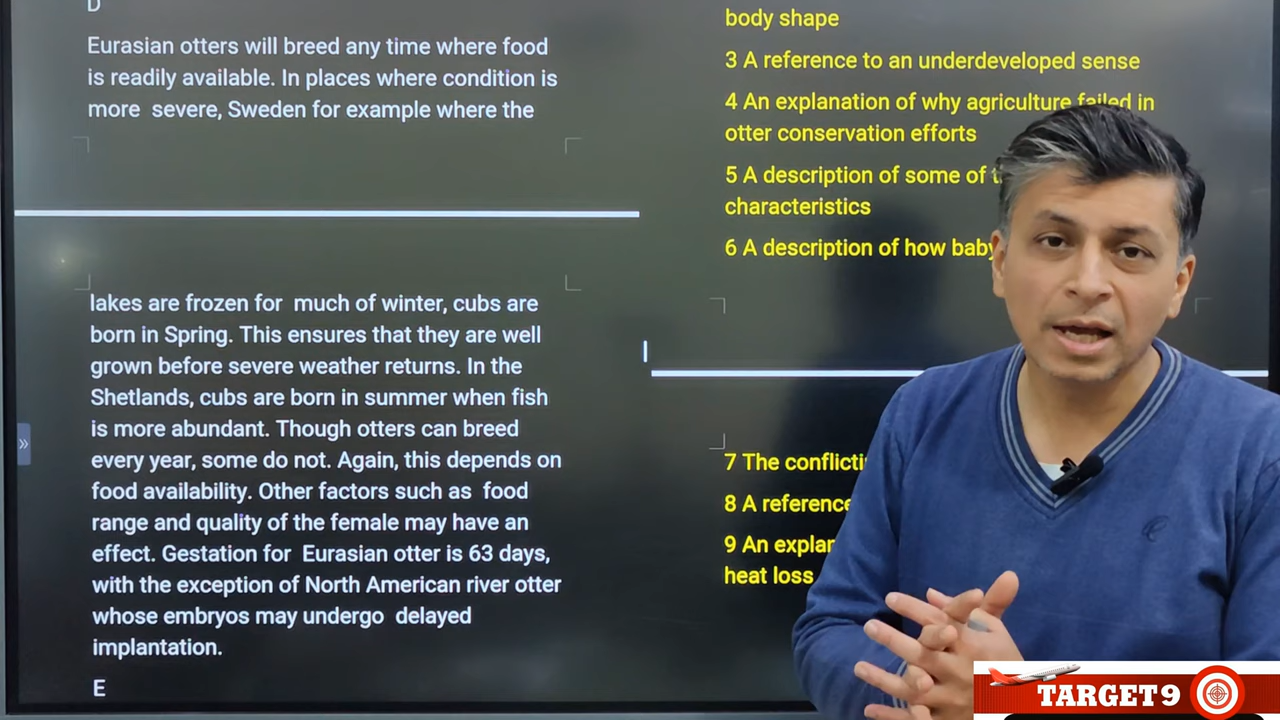 D
Eurasian otters will breed any time where food
is readily available. In places where condition is
more severe, Sweden for example where the
lakes are frozen for much of winter, cubs are
born in Spring. This ensures that they are well
grown before severe weather returns. In the
Shetlands, cubs are born in summer when fish
is more abundant. Though otters can breed
every year, some do not. Again, this depends on
food availability. Other factors such as food
range and quality of the female may have an
effect. Gestation for Eurasian otter is 63 days,
with the exception of North American river otter
whose embryos may undergo delayed
implantation.
E
body shape
3 A reference to an underdeveloped sense
4 An explanation of why agriculture failed in
otter conservation efforts
5 A description of some of
characteristics
6 A description of how baby
7 The
8 A reference
9 An
heat loss
TARGET 9